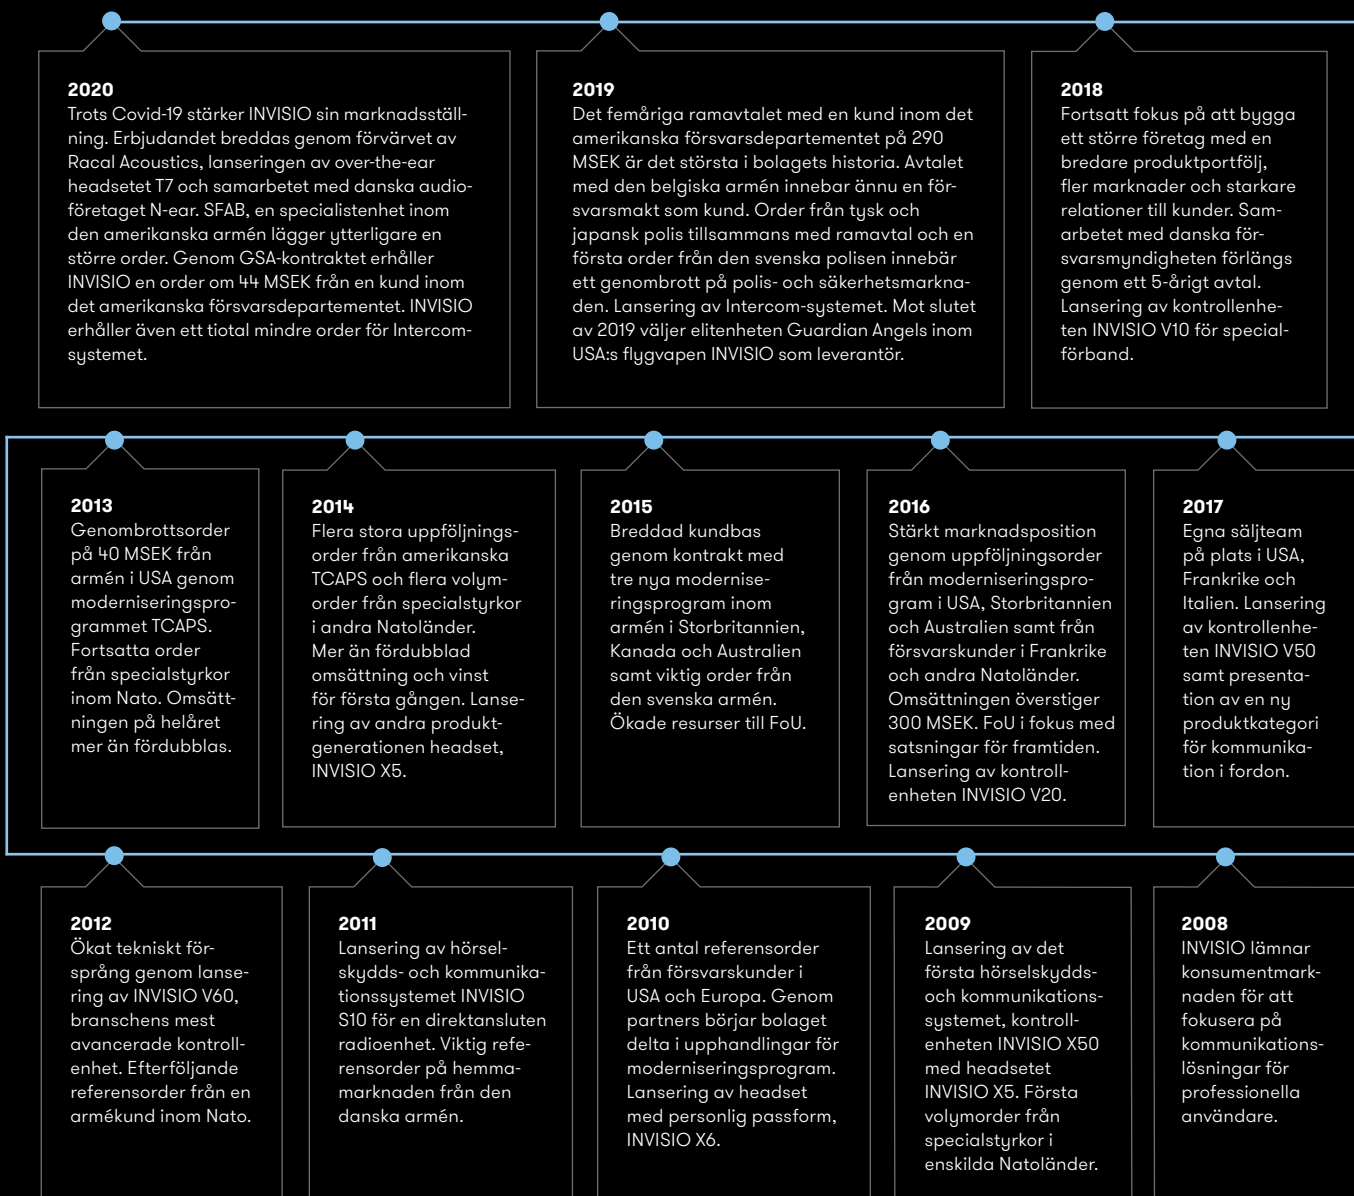 2020
Trots Covid-19 stärker INVISIO sin marknadsställ-
ning. Erbjudandet breddas genom förvärvet av
Racal Acoustics, lanseringen av over-the-ear
headsetet T7 och samarbetet med danska audio-
företaget N-ear. SFAB, en specialistenhet inom
den amerikanska armén lägger ytterligare en
större order. Genom GSA-kontraktet erhåller
INVISIO en order om 44 MSEK från en kund inom
det amerikanska försvarsdepartementet. INVISIO
erhåller även ett tiotal mindre order för Intercom-
systemet.
2019
Det femåriga ramavtalet med en kund inom det
amerikanska försvarsdepartementet på 290
MSEK är det största i bolagets historia. Avtalet
med den belgiska armén innebar ännu en för-
svarsmakt som kund. Order från tysk och
japansk polis tillsammans med ramavtal och en
första order från den svenska polisen innebär
ett genombrott på polis- och säkerhetsmarkna-
den. Lansering av Intercom-systemet. Mot slutet
av 2019 väljer elitenheten Guardian Angels inom
USA:s flygvapen INVISIO som leverantör.
2018
Fortsatt fokus på att bygga
ett större företag med en
bredare produktportfölj,
fler marknader och starkare
relationer till kunder. Sam-
arbetet med danska för-
svarsmyndigheten förlängs
genom ett 5-årigt avtal.
Lansering av kontrollenhe-
ten INVISIO V10 för special-
förband.
2013
Genombrottsorder
på 40 MSEK från
armén i USA genom
moderniseringspro-
grammet TCAPS.
Fortsatta order
från specialstyrkor
inom Nato. Omsätt-
ningen på helåret
mer än fördubblas.
2014
Flera stora uppföljnings-
order från amerikanska
TCAPS och flera volym-
order från specialstyrkor
i andra Natoländer.
Mer än fördubblad
omsättning och vinst
för första gången. Lanse-
ring av andra produkt-
generationen headset,
INVISIO X5.
2015
Breddad kundbas
genom kontrakt med
tre nya modernise-
ringsprogram inom
armén i Storbritannien,
Kanada och Australien
samt viktig order från
den svenska armén.
Ökade resurser till FoU.
2016
Stärkt marknadsposition
genom uppföljningsorder
från moderniseringspro-
gram i USA, Storbritannien
och Australien samt från
försvarskunder i Frankrike
och andra Natoländer.
Omsättningen överstiger
300 MSEK. FoU i fokus med
satsningar för framtiden.
Lansering av kontroll-
enheten INVISIO V20.
2017
Egna säljteam
på plats i USA,
Frankrike och
Italien. Lansering
av kontrollenhe-
ten INVISIO V50
samt presenta-
tion av en ny
produktkategori
för kommunika-
tion i fordon.
2012
Ökat tekniskt för-
språng genom lanse-
ring av INVISIO V60,
branschens mest
avancerade kontroll-
enhet. Efterföljande
referensorder från en
armékund inom Nato.
2011
Lansering av hörsel-
skydds- och kommunika-
tionssystemet INVISIO
S10 för en direktansluten
radioenhet. Viktig refe-
rensorder på hemma-
marknaden från den
danska armén.
2010
Ett antal referensorder
från försvarskunder i
USA och Europa. Genom
partners börjar bolaget
delta i upphandlingar för
moderniseringsprogram.
Lansering av headset
med personlig passform,
INVISIO X6.
2009
Lansering av det
första hörselskydds-
och kommunikations-
systemet, kontroll-
enheten INVISIO X50
med headsetet
INVISIO X5. Första
volymorder från
specialstyrkor i
enskilda Natoländer.
2008
INVISIO lämnar
konsumentmark-
naden för att
fokusera på
kommunikations-
lösningar för
professionella
användare.